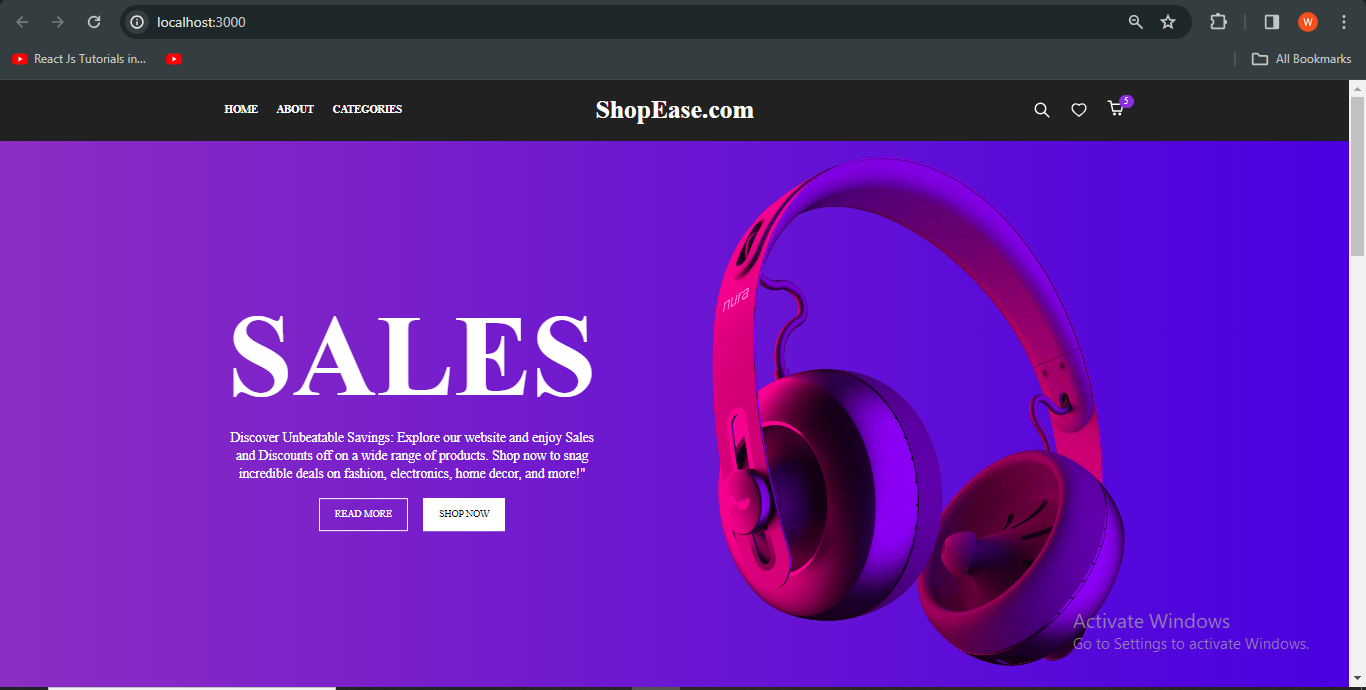 localhost:3000
W
React Js Tutorials in...
All Bookmarks
HOME ABOUT CATEGORIES
ShopEase.com
5
nura
SALES
Discover Unbeatable Savings: Explore our website and enjoy Sales
and Discounts off on a wide range of products. Shop now to snag
incredible deals on fashion, electronics, home decor, and more!"
READ MORE
SHOP NOW
Activate Windows
Go to Settings to activate Windows.